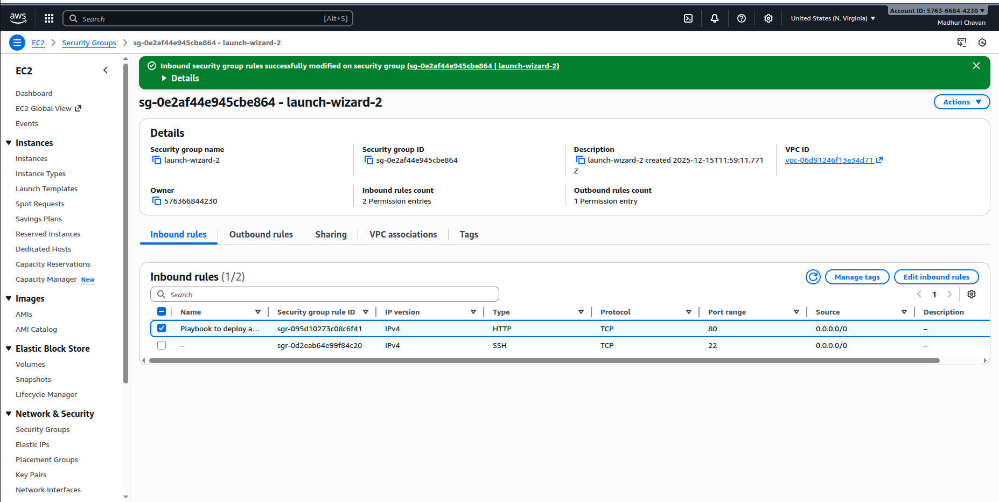 aws
Search [Alt+S]
United States (N. Virginia)
Account ID: 5763-6684-4230
Madhuri Chavan
EC2
Security Groups
sg-0e2af44e945cbe864 - launch-wizard-2
EC2
Dashboard
EC2 Global View
Events
Instances
Instances
Instance Types
Launch Templates
Spot Requests
Savings Plans
Reserved Instances
Dedicated Hosts
Capacity Reservations
Capacity Manager New
Images
AMIs
AMI Catalog
Elastic Block Store
Volumes
Snapshots
Lifecycle Manager
Network & Security
Security Groups
Elastic IPs
Placement Groups
Key Pairs
Network Interfaces
Inbound security group rules successfully modified on security group (sg-0e2af44e945cbe864 | launch-wizard-2)
Details
sg-0e2af44e945cbe864 - launch-wizard-2
Actions
Details
Security group name
launch-wizard-2
Security group ID
sg-0e2af44e945cbe864
Description
launch-wizard-2 created 2025-12-15T11:59:11.771
Z
VPC ID
vpc-06d91246f13e34d71
Owner
576366844230
Inbound rules count
2 Permission entries
Outbound rules count
1 Permission entry
Inbound rules
Outbound rules
Sharing
VPC associations
Tags
Inbound rules (1/2)
Manage tags
Edit inbound rules
Search
1
Name Security group rule ID IP version Type Protocol Port range Source Description
Playbook to deploy a... sgr-095d10273c08c6f41 IPv4 HTTP TCP 80 0.0.0.0/0 –
– sgr-0d2eab64e99f84c20 IPv4 SSH TCP 22 0.0.0.0/0 –